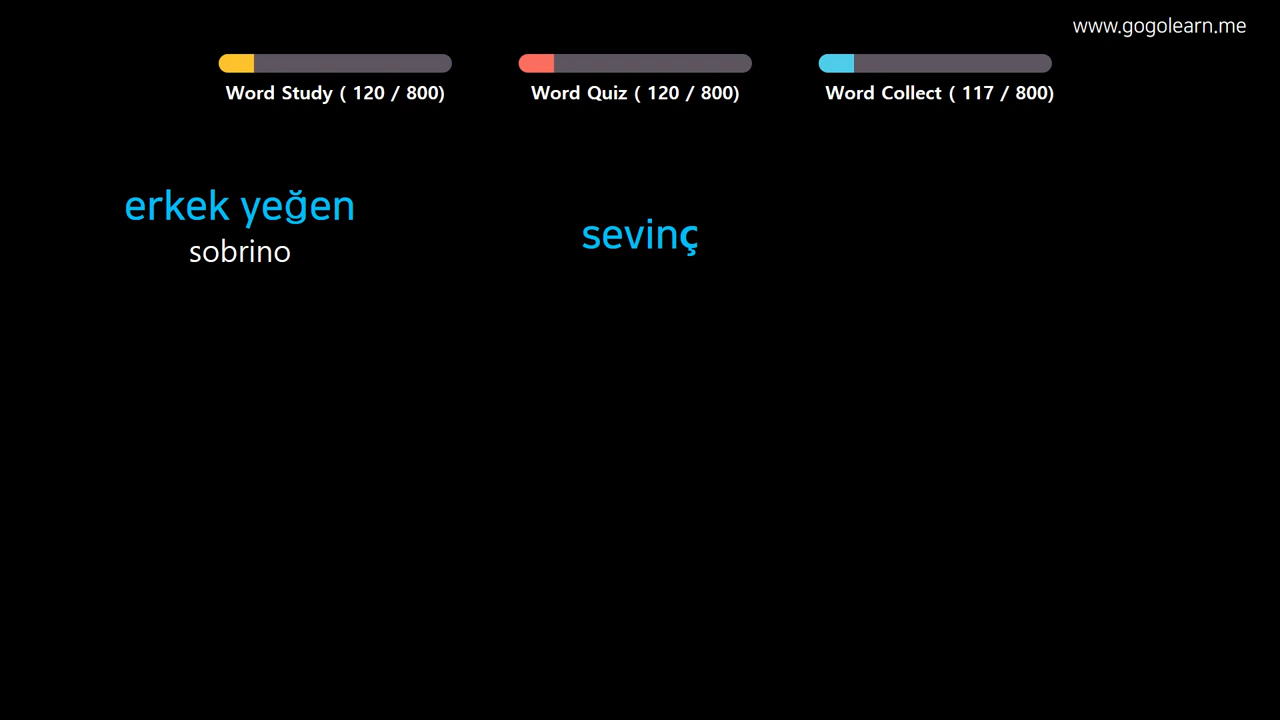 www.gogolearn.me
Word Study ( 120 / 800)
Word Quiz ( 120 / 800)
Word Collect ( 117 / 800)
erkek yeğen
sobrino
sevinç